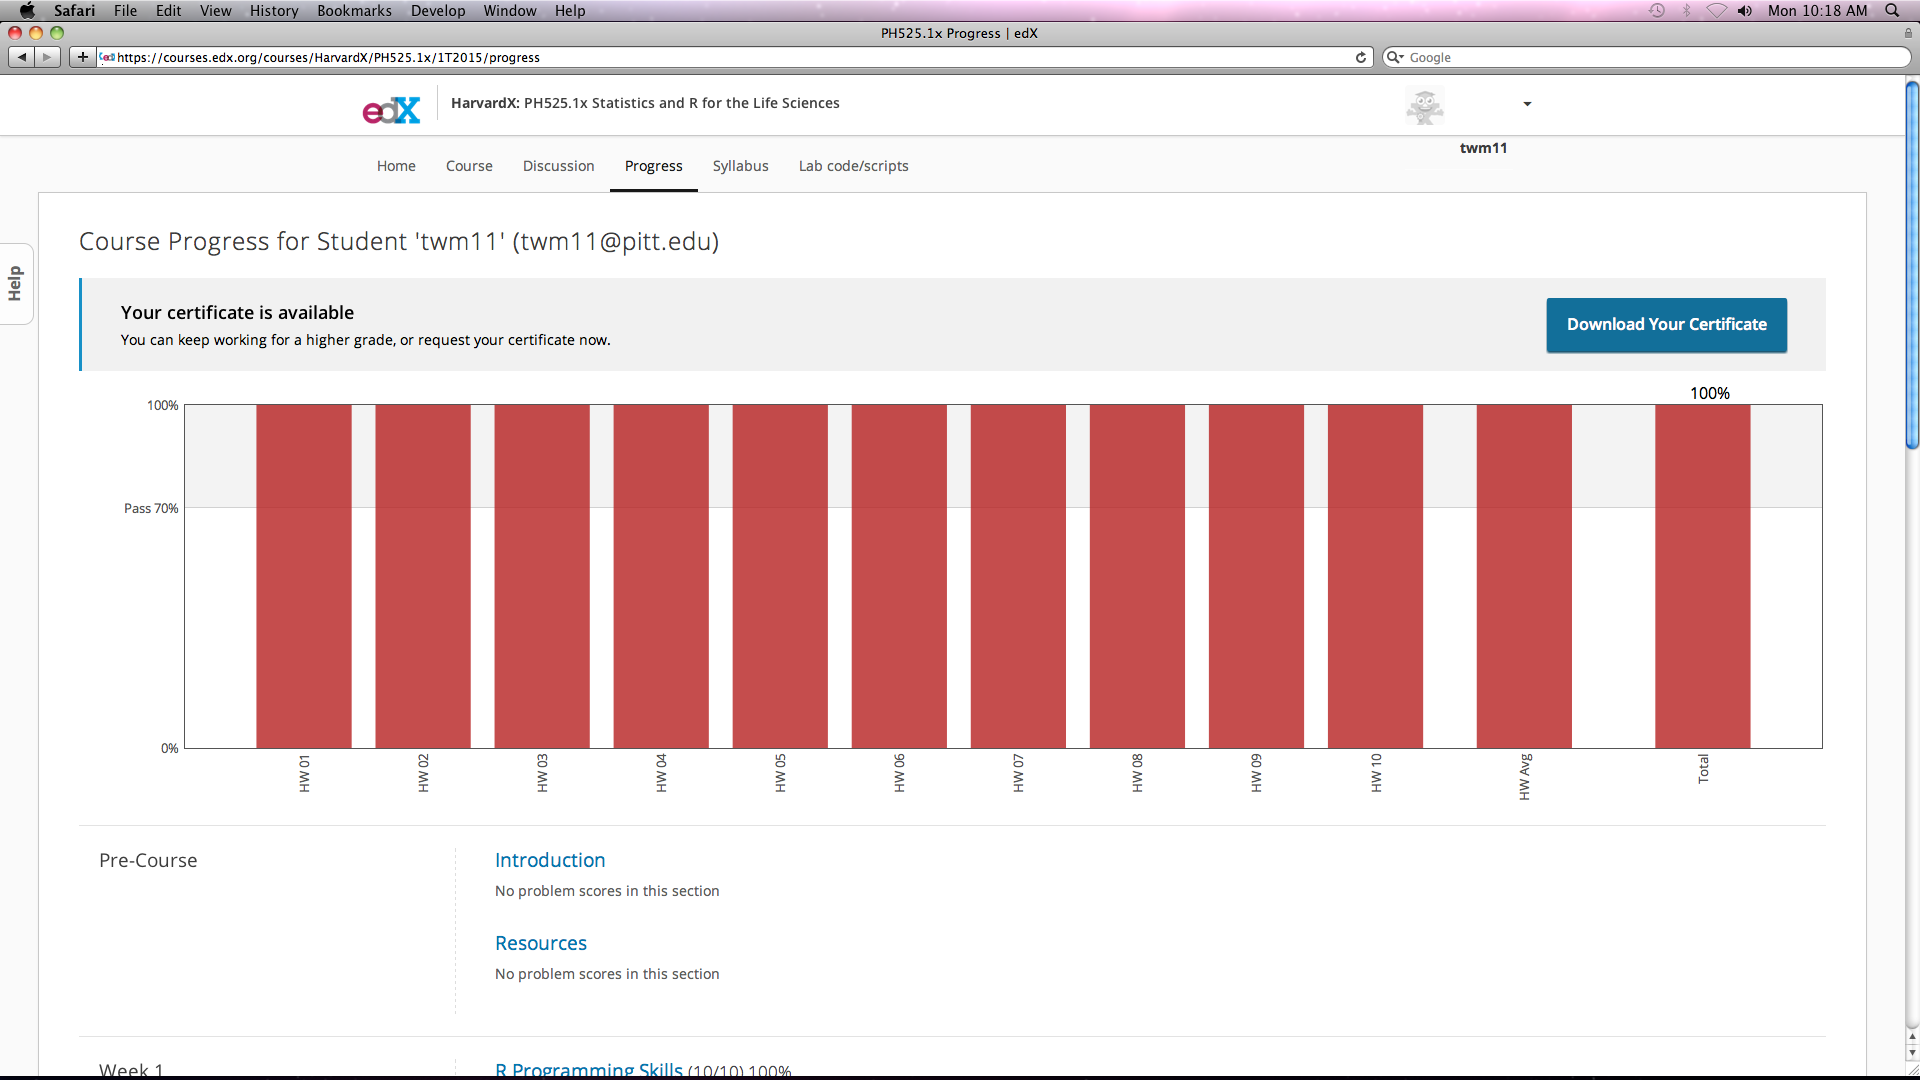 Safari File Edit View History Bookmarks Develop Window Help Mon 10:18 AM
PH525.1x Progress | edX
https://courses.edx.org/courses/HarvardX/PH525.1x/1T2015/progress Google
edX HarvardX: PH525.1x Statistics and R for the Life Sciences
twm11
Home Course Discussion Progress Syllabus Lab code/scripts
Help
Course Progress for Student 'twm11' (twm11@pitt.edu)
Your certificate is available
You can keep working for a higher grade, or request your certificate now.
Download Your Certificate
100%
100%
Pass 70%
0%
HW 01 HW 02 HW 03 HW 04 HW 05 HW 06 HW 07 HW 08 HW 09 HW 10 HW Avg Total
Pre-Course
Introduction
No problem scores in this section
Resources
No problem scores in this section
Week 1
R Programming Skills (10/10) 100%